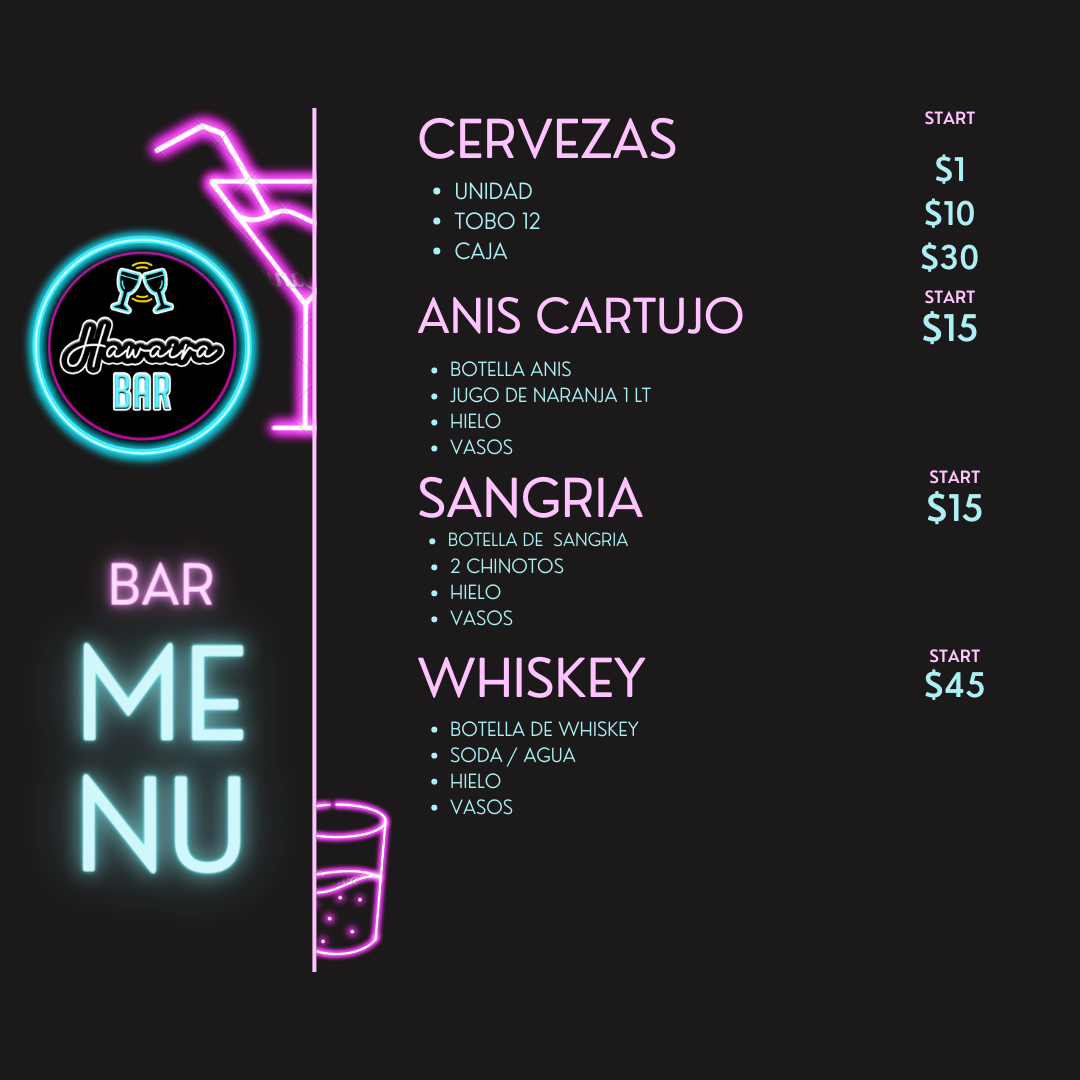 Hawaira
BAR
BAR
ME
NU
CERVEZAS
START
• UNIDAD
$1
• TOBO 12
$10
• CAJA
$30
ANIS CARTUJO
START
$15
• BOTELLA ANIS
• JUGO DE NARANJA 1 LT
• HIELO
• VASOS
SANGRIA
START
$15
• BOTELLA DE SANGRIA
• 2 CHINOTOS
• HIELO
• VASOS
WHISKEY
START
$45
• BOTELLA DE WHISKEY
• SODA / AGUA
• HIELO
• VASOS